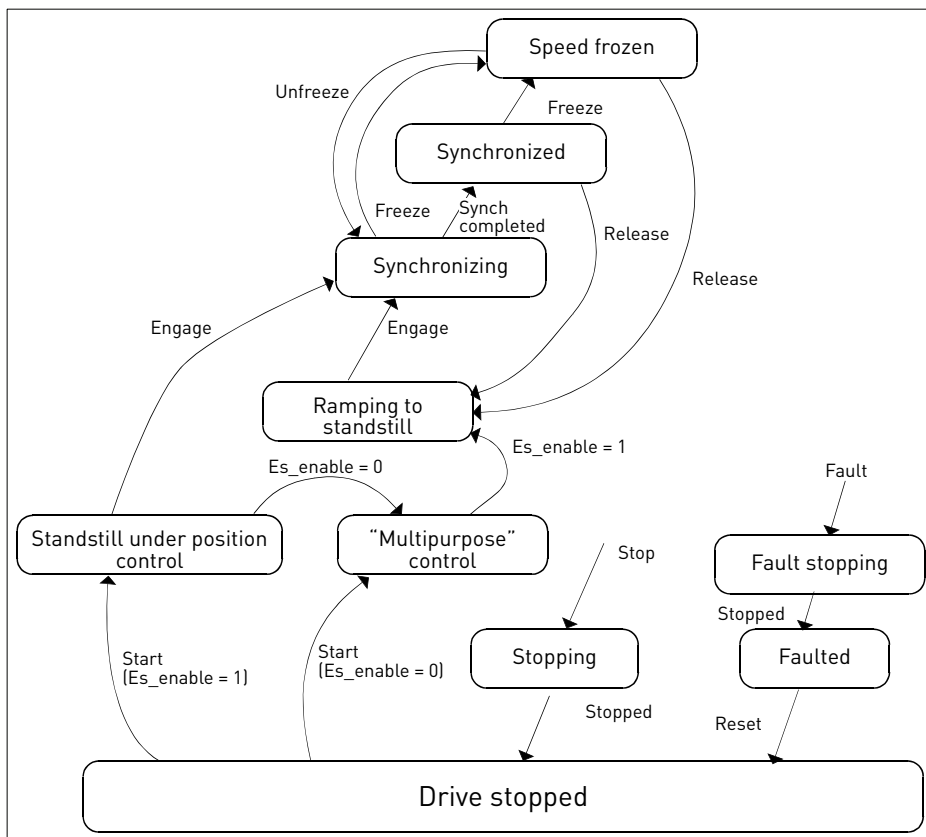 Speed frozen
Unfreeze
Freeze
Synchronized
Freeze
Synch
completed
Release
Synchronizing
Release
Engage
Engage
Ramping to
standstill
Es_enable = 1
Es_enable = 0
Fault
Standstill under position
control
“Multipurpose”
control
Stop
Fault stopping
Stopped
Start
(Es_enable = 1)
Start
(Es_enable = 0)
Stopping
Faulted
Stopped
Reset
Drive stopped